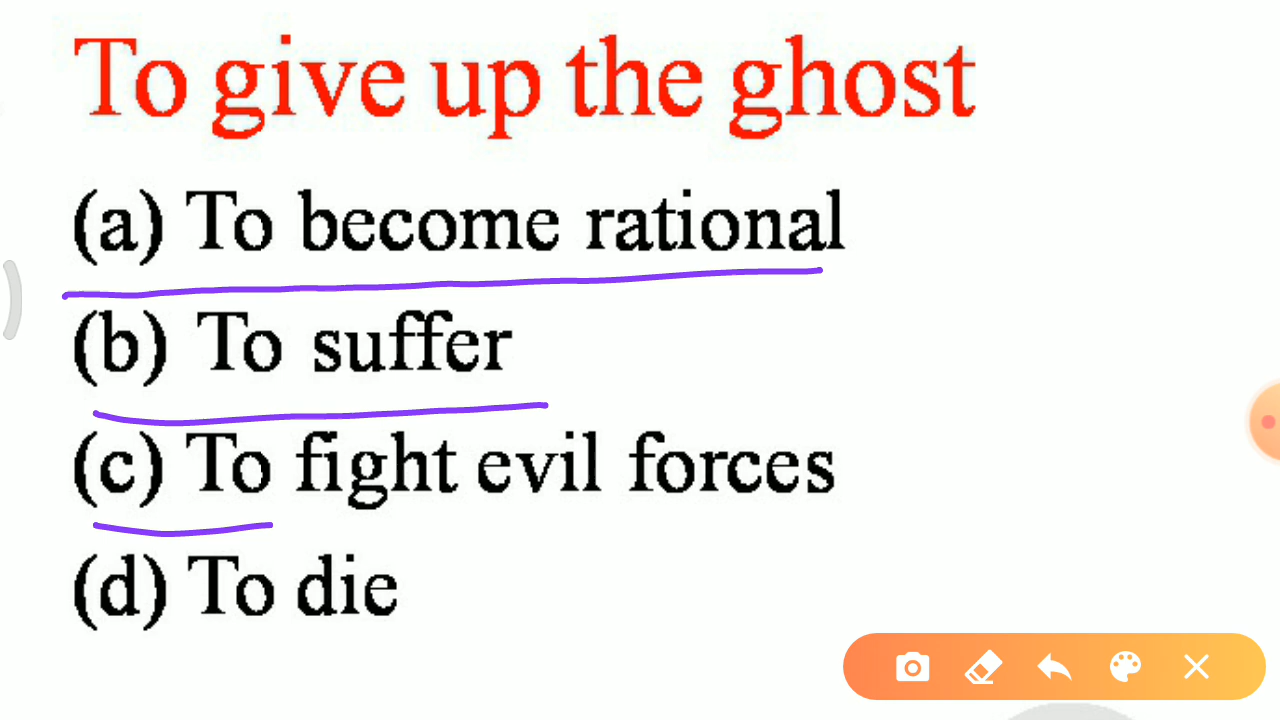 To give up the ghost
(a) To become rational
(b) To suffer
(c) To fight evil forces
(d) To die